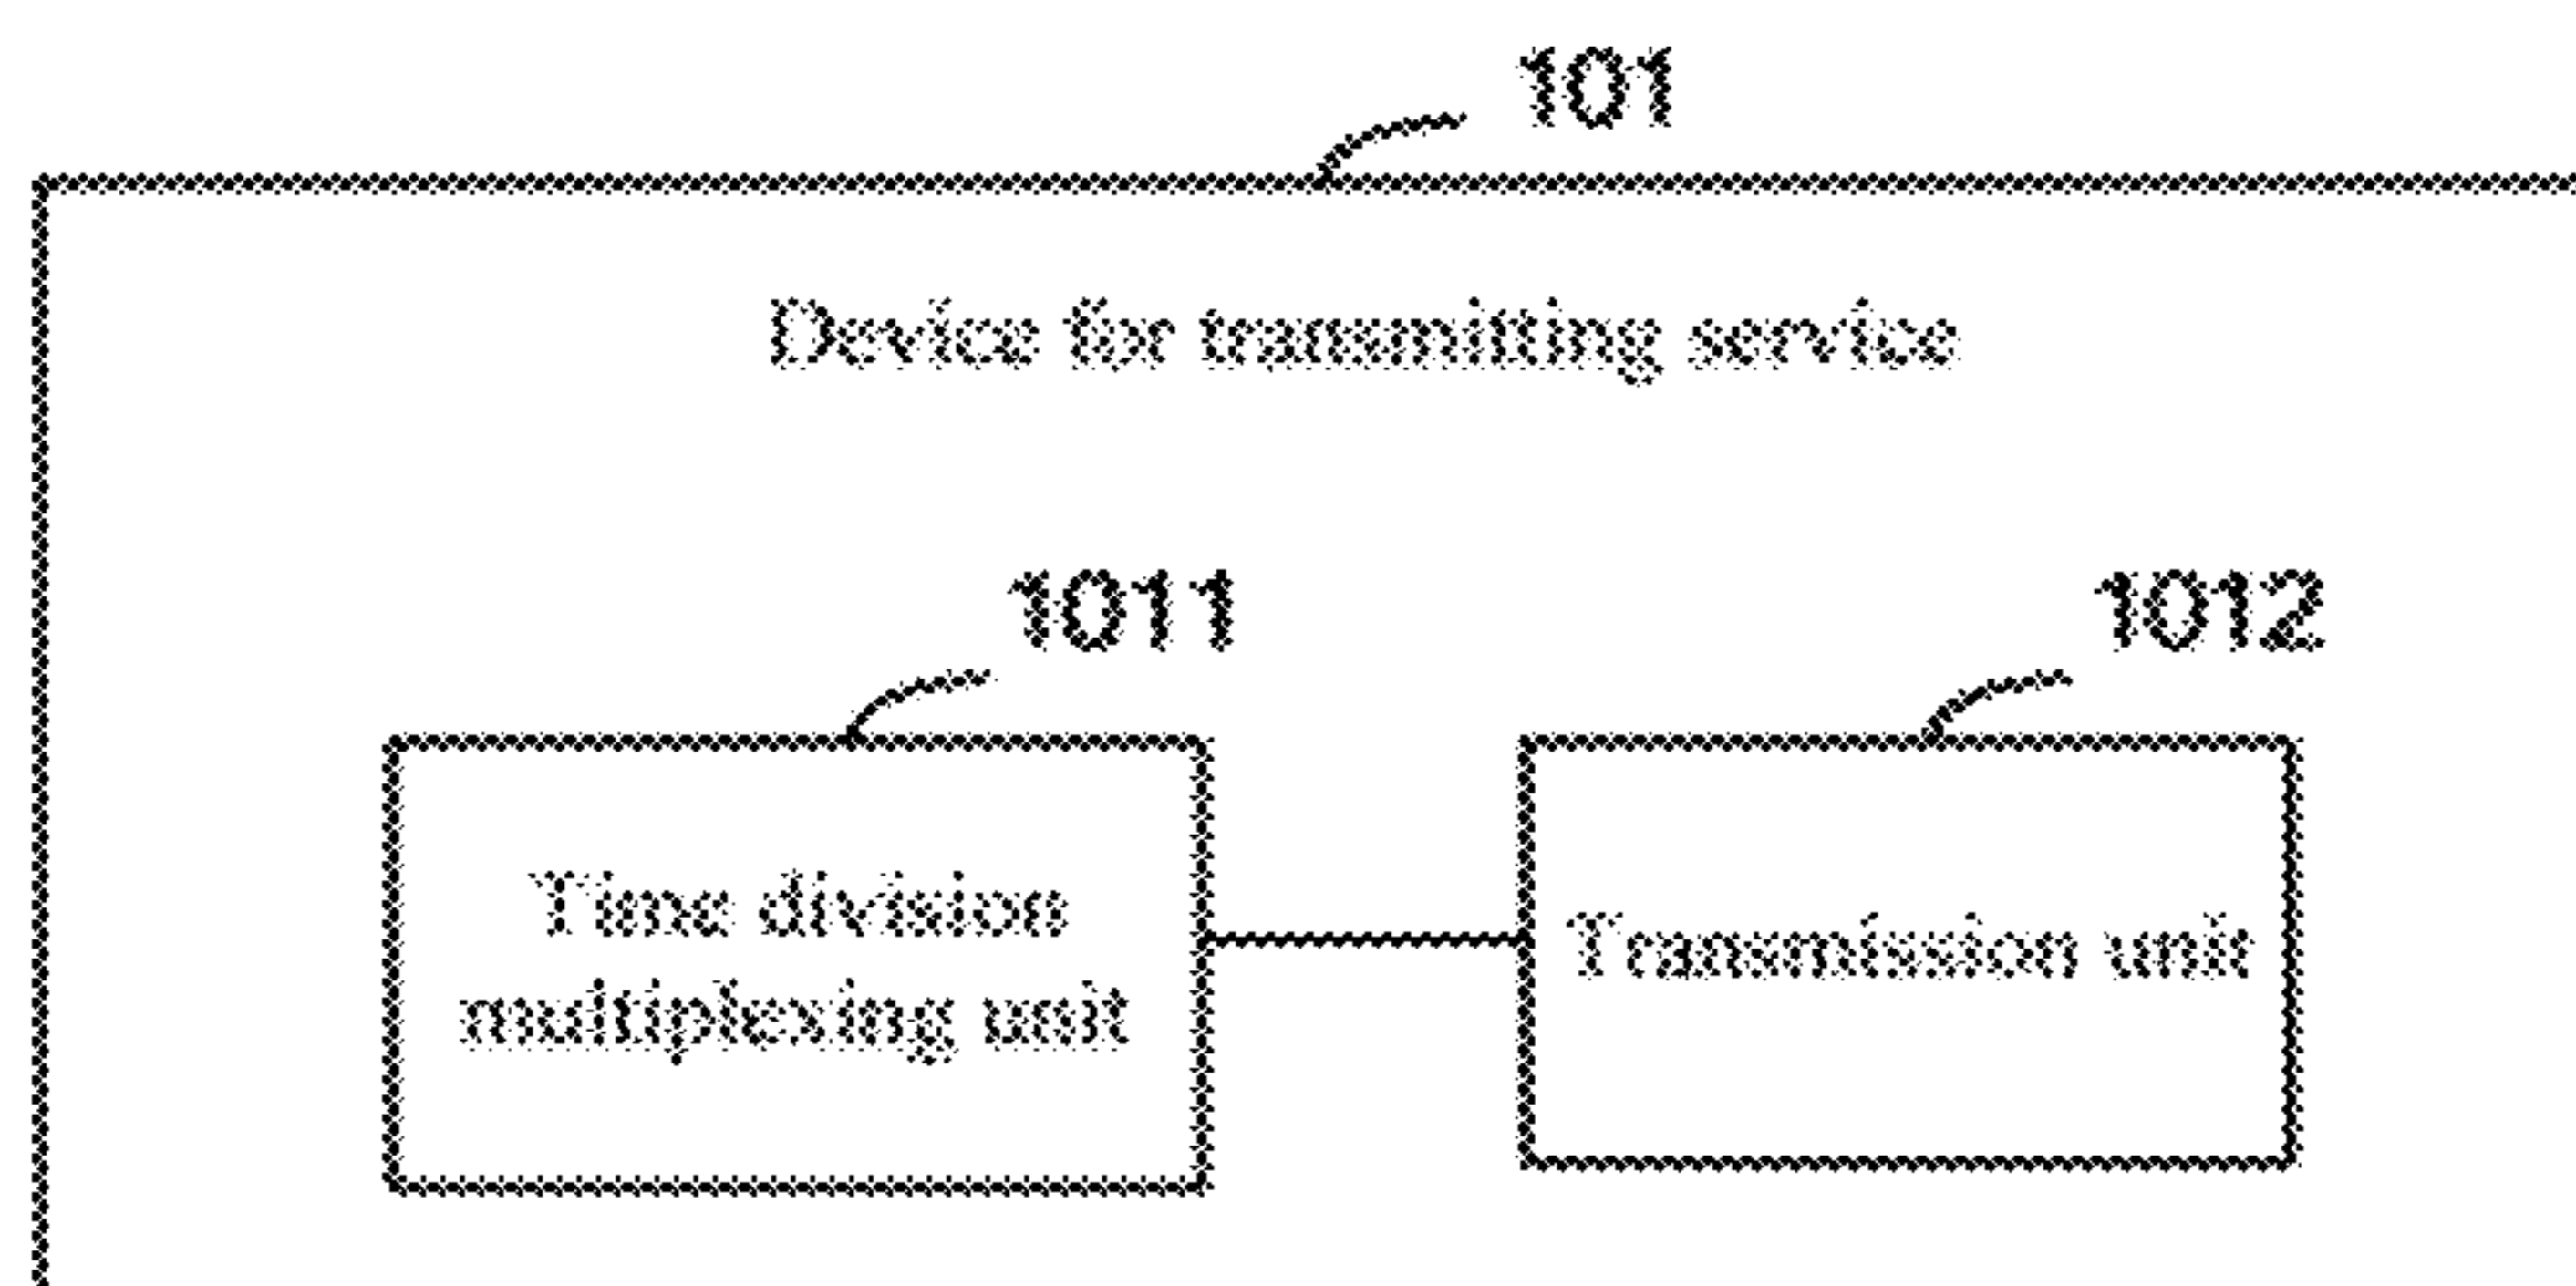 101
Device for transmitting service
1011
1012
Time division
multiplexing unit
Transmission unit